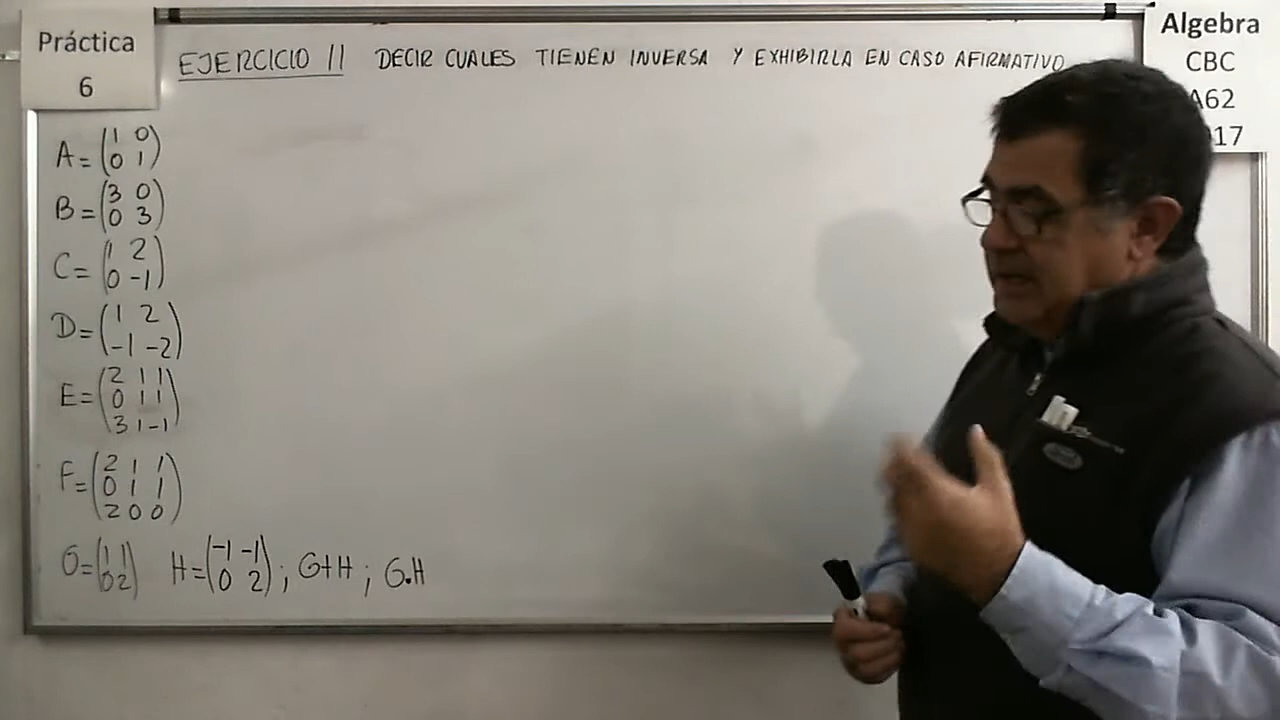 Práctica
6
EJERCICIO 11 DECIR CUALES TIENEN INVERSA Y EXHIBIRLA EN CASO AFIRMATIVO
Algebra
CBC
A62
17
A = (1 0
0 1)
B = (3 0
0 3)
C = (1 2
0 -1)
D = (1 2
-1 -2)
E = (2 1 1
0 1 1
3 1 -1)
F = (2 1 1
0 1 1
2 0 0)
G = (1 1
0 2) H = (-1 -1
0 2) ; G+H ; G.H